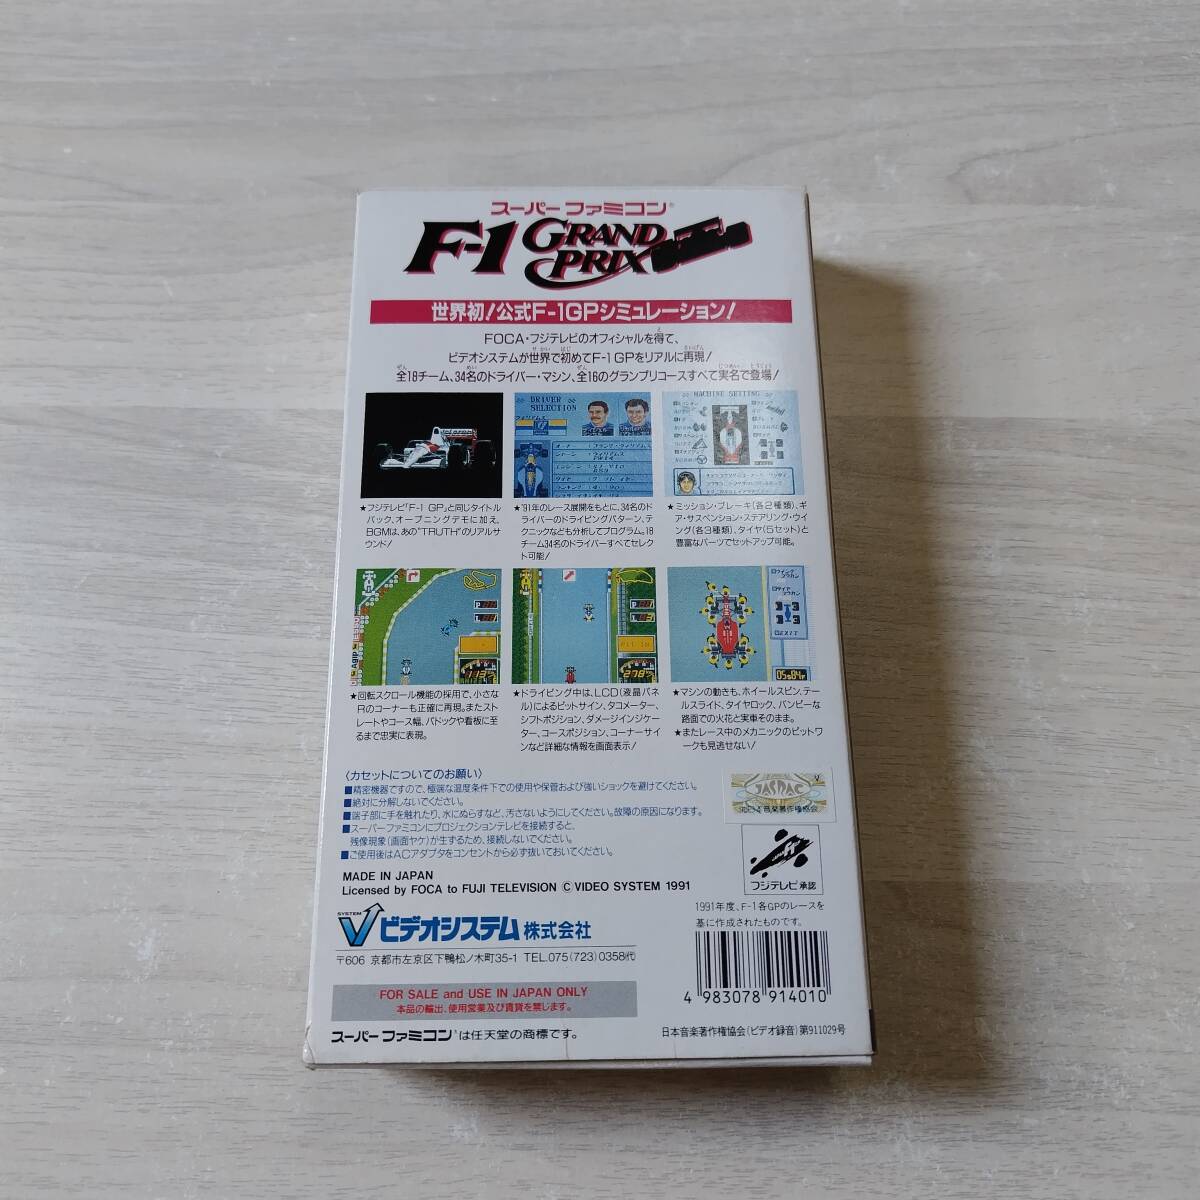 スーパーファミコン®
F-1 GRAND PRIX
世界初!公式F-1GPシミュレーション!
FOCA・フジテレビのオフィシャルを得て、
ビデオシステムが世界で初めてF-1 GPをリアルに再現!
全18チーム、34名のドライバー・マシン、全16のグランプリコースすべて実名で登場!
DRIVER SELECTION
MACHINE SETTING
★フジテレビ「F-1 GP」と同じタイトル
バック、オープニングデモに加え、
BGMは、あの"TRUTH"のリアルサ
ウンド!
★'91年のレース展開をもとに、34名のド
ライバーのドライビングパターン、テ
クニックなども分析してプログラム。18
チーム34名のドライバーすべてセレク
ト可能!
★ミッション・ブレーキ(各2種類)、ギ
ア・サスペンション・ステアリング・ウイ
ング(各3種類)、タイヤ(5セット)と
豊富なパーツでセットアップ可能。
★回転スクロール機能の採用で、小さな
Rのコーナーも正確に再現。またスト
レートやコース幅、パドックや看板に至
るまで忠実に表現。
★ドライビング中は、LCD(液晶パネ
ル)によるピットサイン、タコメーター、
シフトポジション、ダメージインジケー
ター、コースポジション、コーナーサイ
ンなど詳細な情報を画面表示!
★マシンの動きも、ホイールスピン、テー
ルスライド、タイヤロック、バンピーな
路面での火花と実車そのまま。
★またレース中のメカニックのピットワ
ークも見逃せない!
〈カセットについてのお願い〉
■精密機器ですので、極端な温度条件下での使用や保管および強いショックを避けてください。
■絶対に分解しないでください。
■端子部に手を触れたり、水にぬらすなど、汚さないようにしてください。故障の原因になります。
■スーパーファミコンにプロジェクションテレビを接続すると、
残像現象(画面ヤケ)が生ずるため、接続しないでください。
■ご使用後はACアダプタをコンセントから必ず抜いておいてください。
JASRAC
日本音楽著作権協会
フジテレビ承認
MADE IN JAPAN
Licensed by FOCA to FUJI TELEVISION © VIDEO SYSTEM 1991
1991年度、F-1各GPのレースを
基に作成されたものです。
SYSTEM V ビデオシステム株式会社
〒606 京都市左京区下鴨松ノ木町35-1 TEL.075(723)0358(代)
FOR SALE and USE IN JAPAN ONLY
本品の輸出、使用営業及び賃貸を禁じます。
4 983078 914010
スーパーファミコン®は任天堂の商標です。
日本音楽著作権協会(ビデオ録音)第911029号